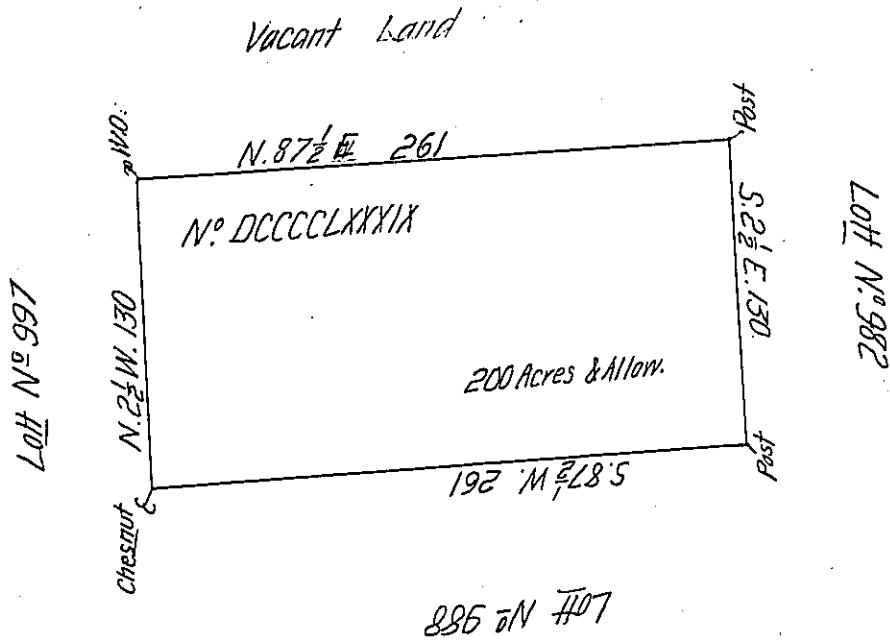 Vacant Land
W.O.
N. 87½ E 261
Post
Nº DCCCCLXXXIX
S. 2½ E. 130.
Lott Nº 982
Lott Nº 997
N. 2½ W. 130
200 Acres & Allow.
Chesnut
S. 87½ W. 261
Post
Lott Nº 988